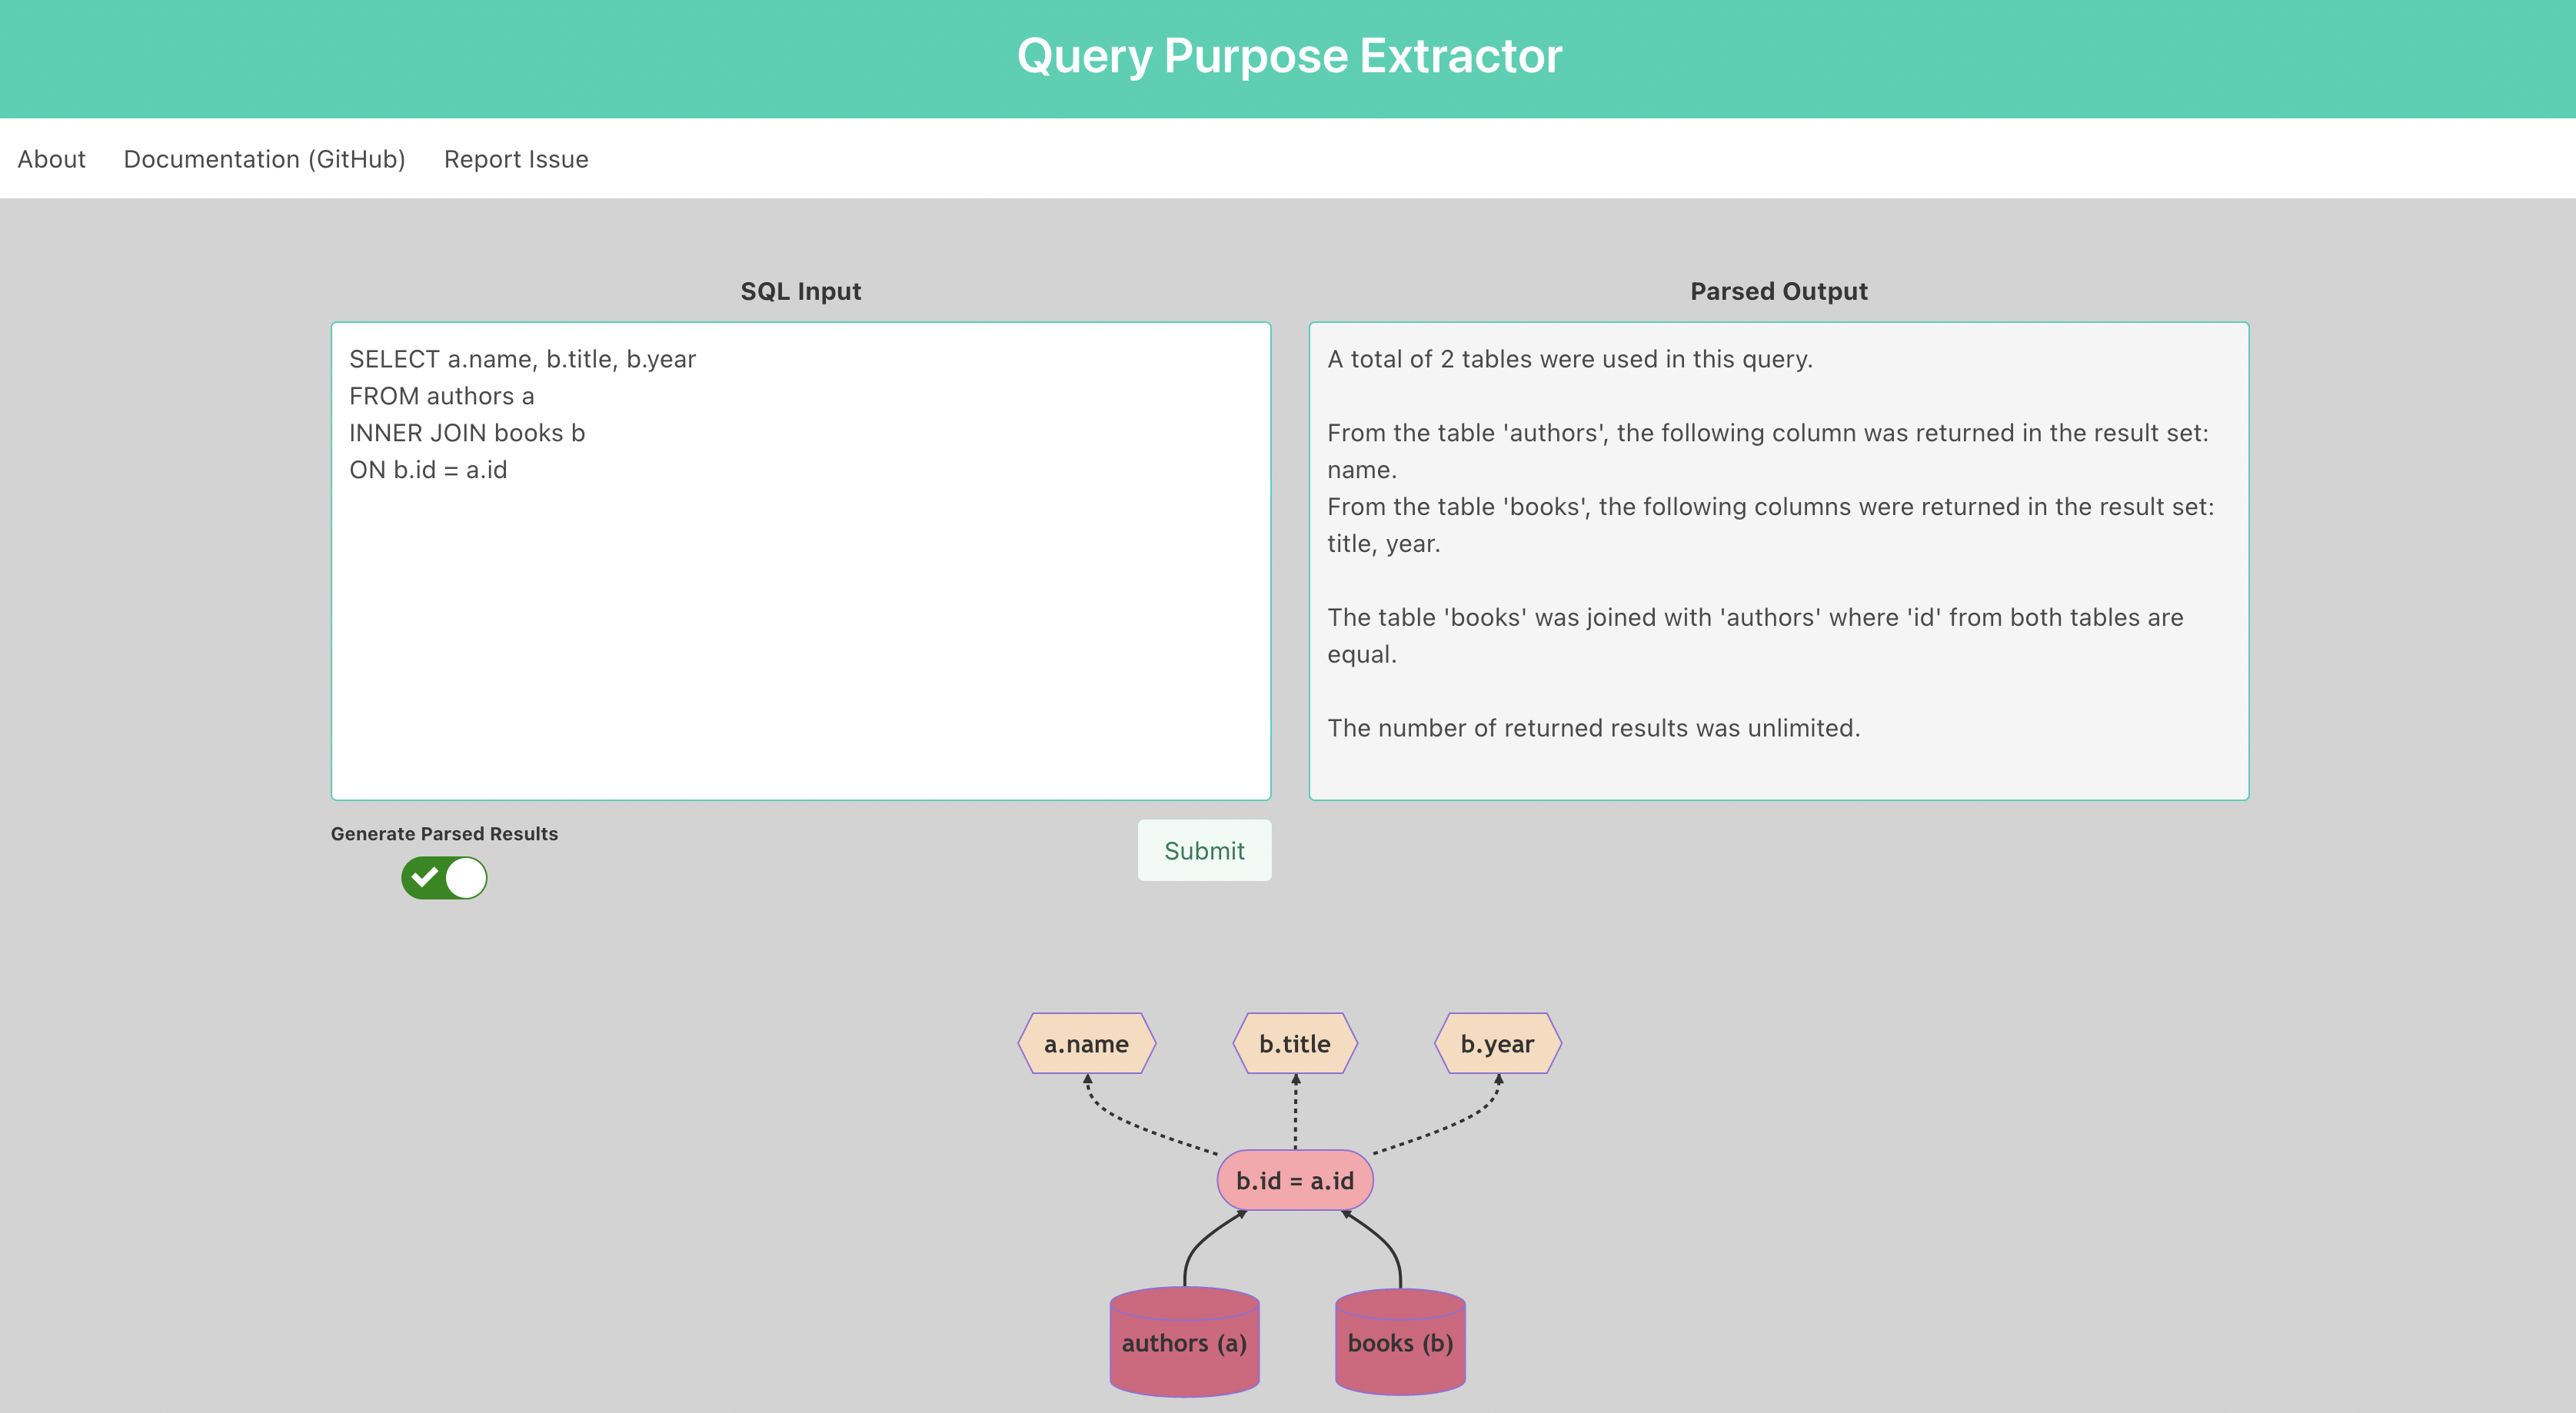 Query Purpose Extractor
About Documentation (GitHub) Report Issue
SQL Input
SELECT a.name, b.title, b.year
FROM authors a
INNER JOIN books b
ON b.id = a.id
Parsed Output
A total of 2 tables were used in this query.
From the table 'authors', the following column was returned in the result set:
name.
From the table 'books', the following columns were returned in the result set:
title, year.
The table 'books' was joined with 'authors' where 'id' from both tables are
equal.
The number of returned results was unlimited.
Generate Parsed Results
Submit
a.name b.title b.year
b.id = a.id
authors (a) books (b)